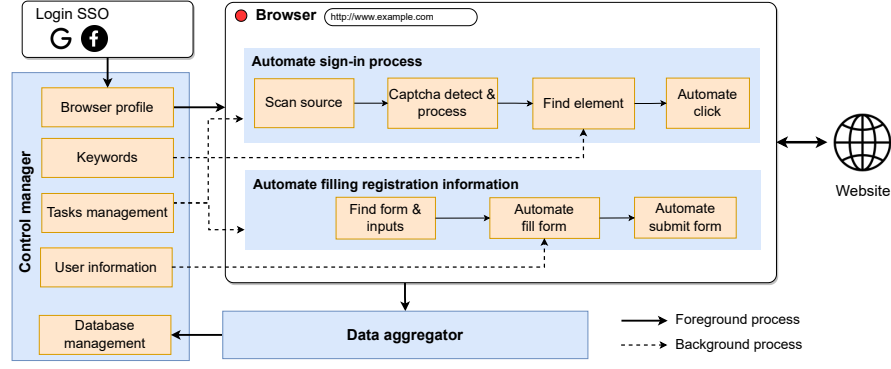 Login SSO
Browser
http://www.example.com
Control manager
Browser profile
Keywords
Tasks management
User information
Database
management
Automate sign-in process
Scan source
Captcha detect &
process
Find element
Automate
click
Automate filling registration information
Find form &
inputs
Automate
fill form
Automate
submit form
Website
Data aggregator
Foreground process
Background process